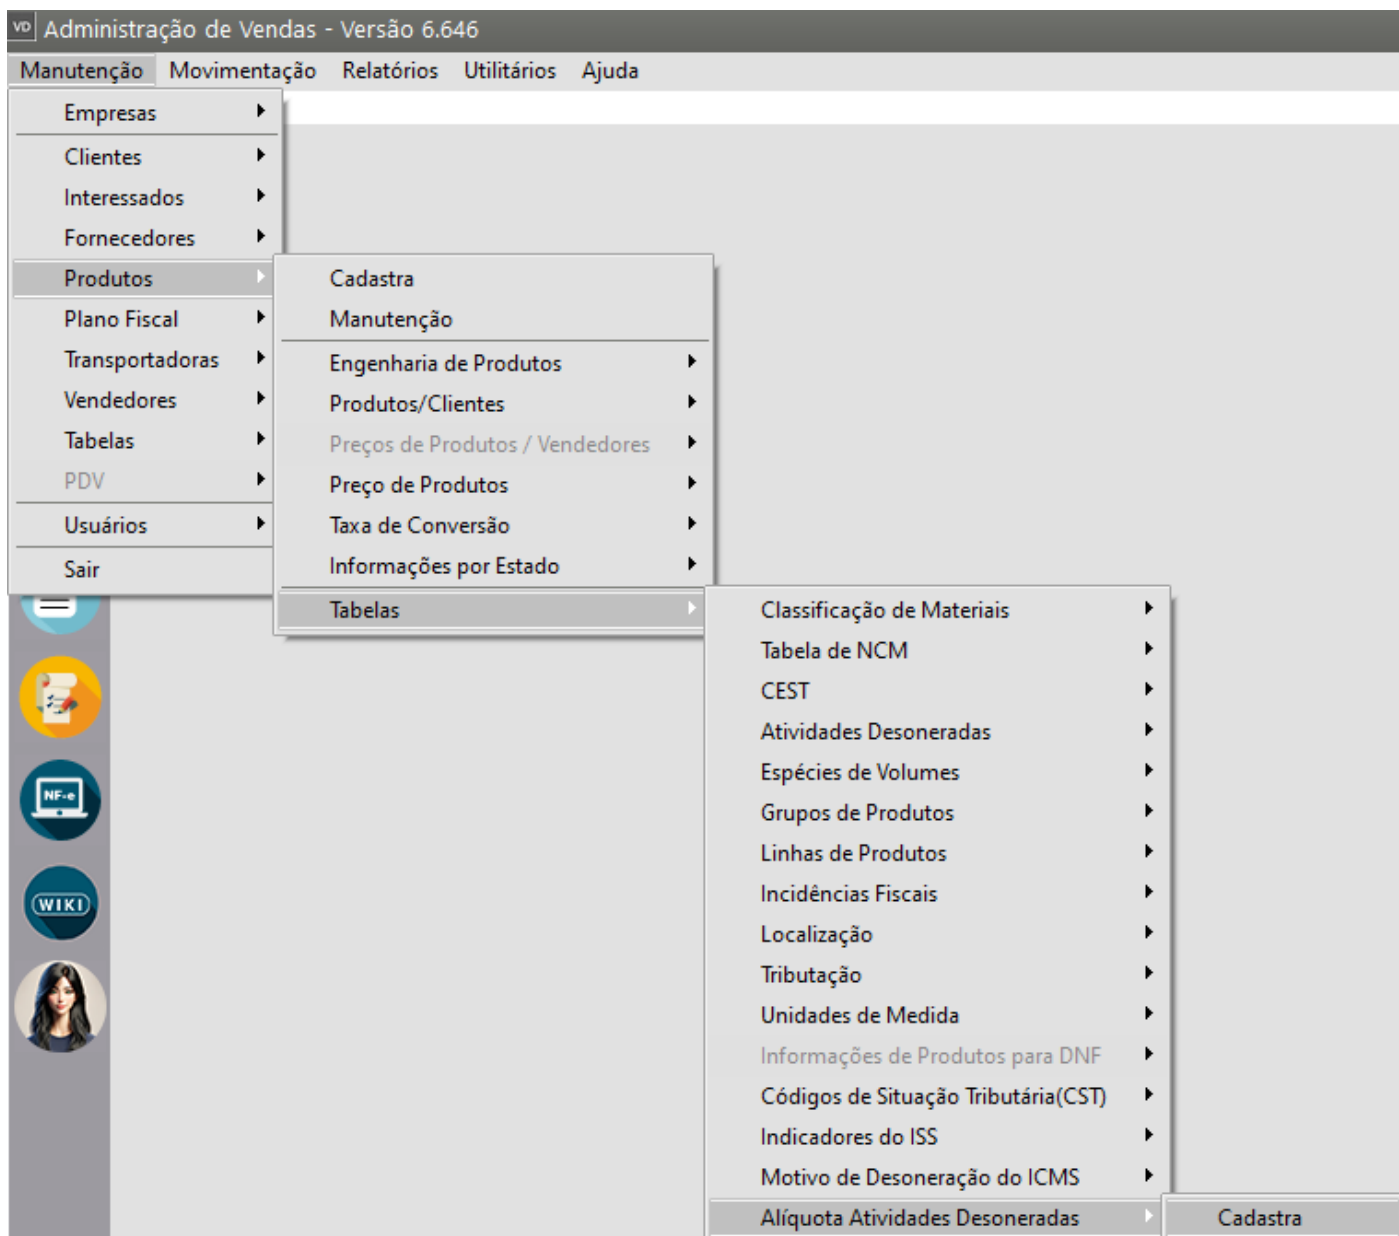 VD Administração de Vendas - Versão 6.646
Manutenção Movimentação Relatórios Utilitários Ajuda
Empresas
Clientes
Interessados
Fornecedores
Produtos
Plano Fiscal
Transportadoras
Vendedores
Tabelas
PDV
Usuários
Sair
Cadastra
Manutenção
Engenharia de Produtos
Produtos/Clientes
Preços de Produtos / Vendedores
Preço de Produtos
Taxa de Conversão
Informações por Estado
Tabelas
Classificação de Materiais
Tabela de NCM
CEST
Atividades Desoneradas
Espécies de Volumes
Grupos de Produtos
Linhas de Produtos
Incidências Fiscais
Localização
Tributação
Unidades de Medida
Informações de Produtos para DNF
Códigos de Situação Tributária(CST)
Indicadores do ISS
Motivo de Desoneração do ICMS
Alíquota Atividades Desoneradas
Cadastra
NF-e
WIKI